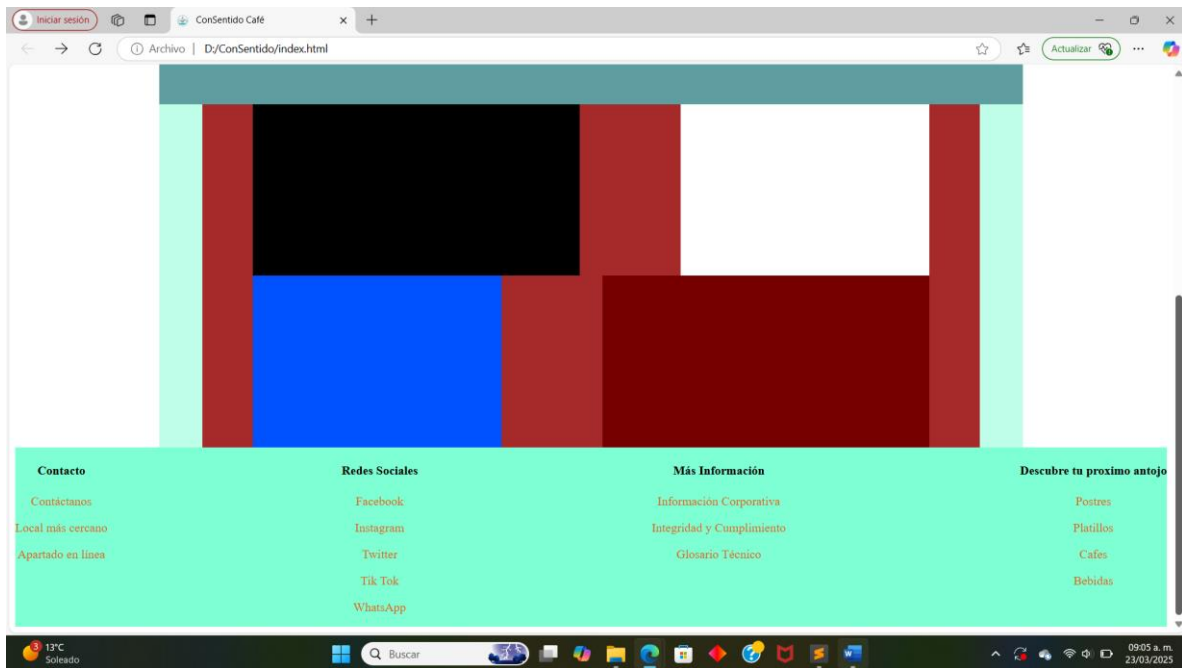 Iniciar sesión
ConSentido Café
Archivo | D:/ConSentido/index.html
Actualizar
Contacto
Contáctanos
Local más cercano
Apartado en línea
Redes Sociales
Facebook
Instagram
Twitter
Tik Tok
WhatsApp
Más Información
Información Corporativa
Integridad y Cumplimiento
Glosario Técnico
Descubre tu proximo antojo
Postres
Platillos
Cafes
Bebidas
3
13°C
Soleado
Buscar
09:05 a. m.
23/03/2025